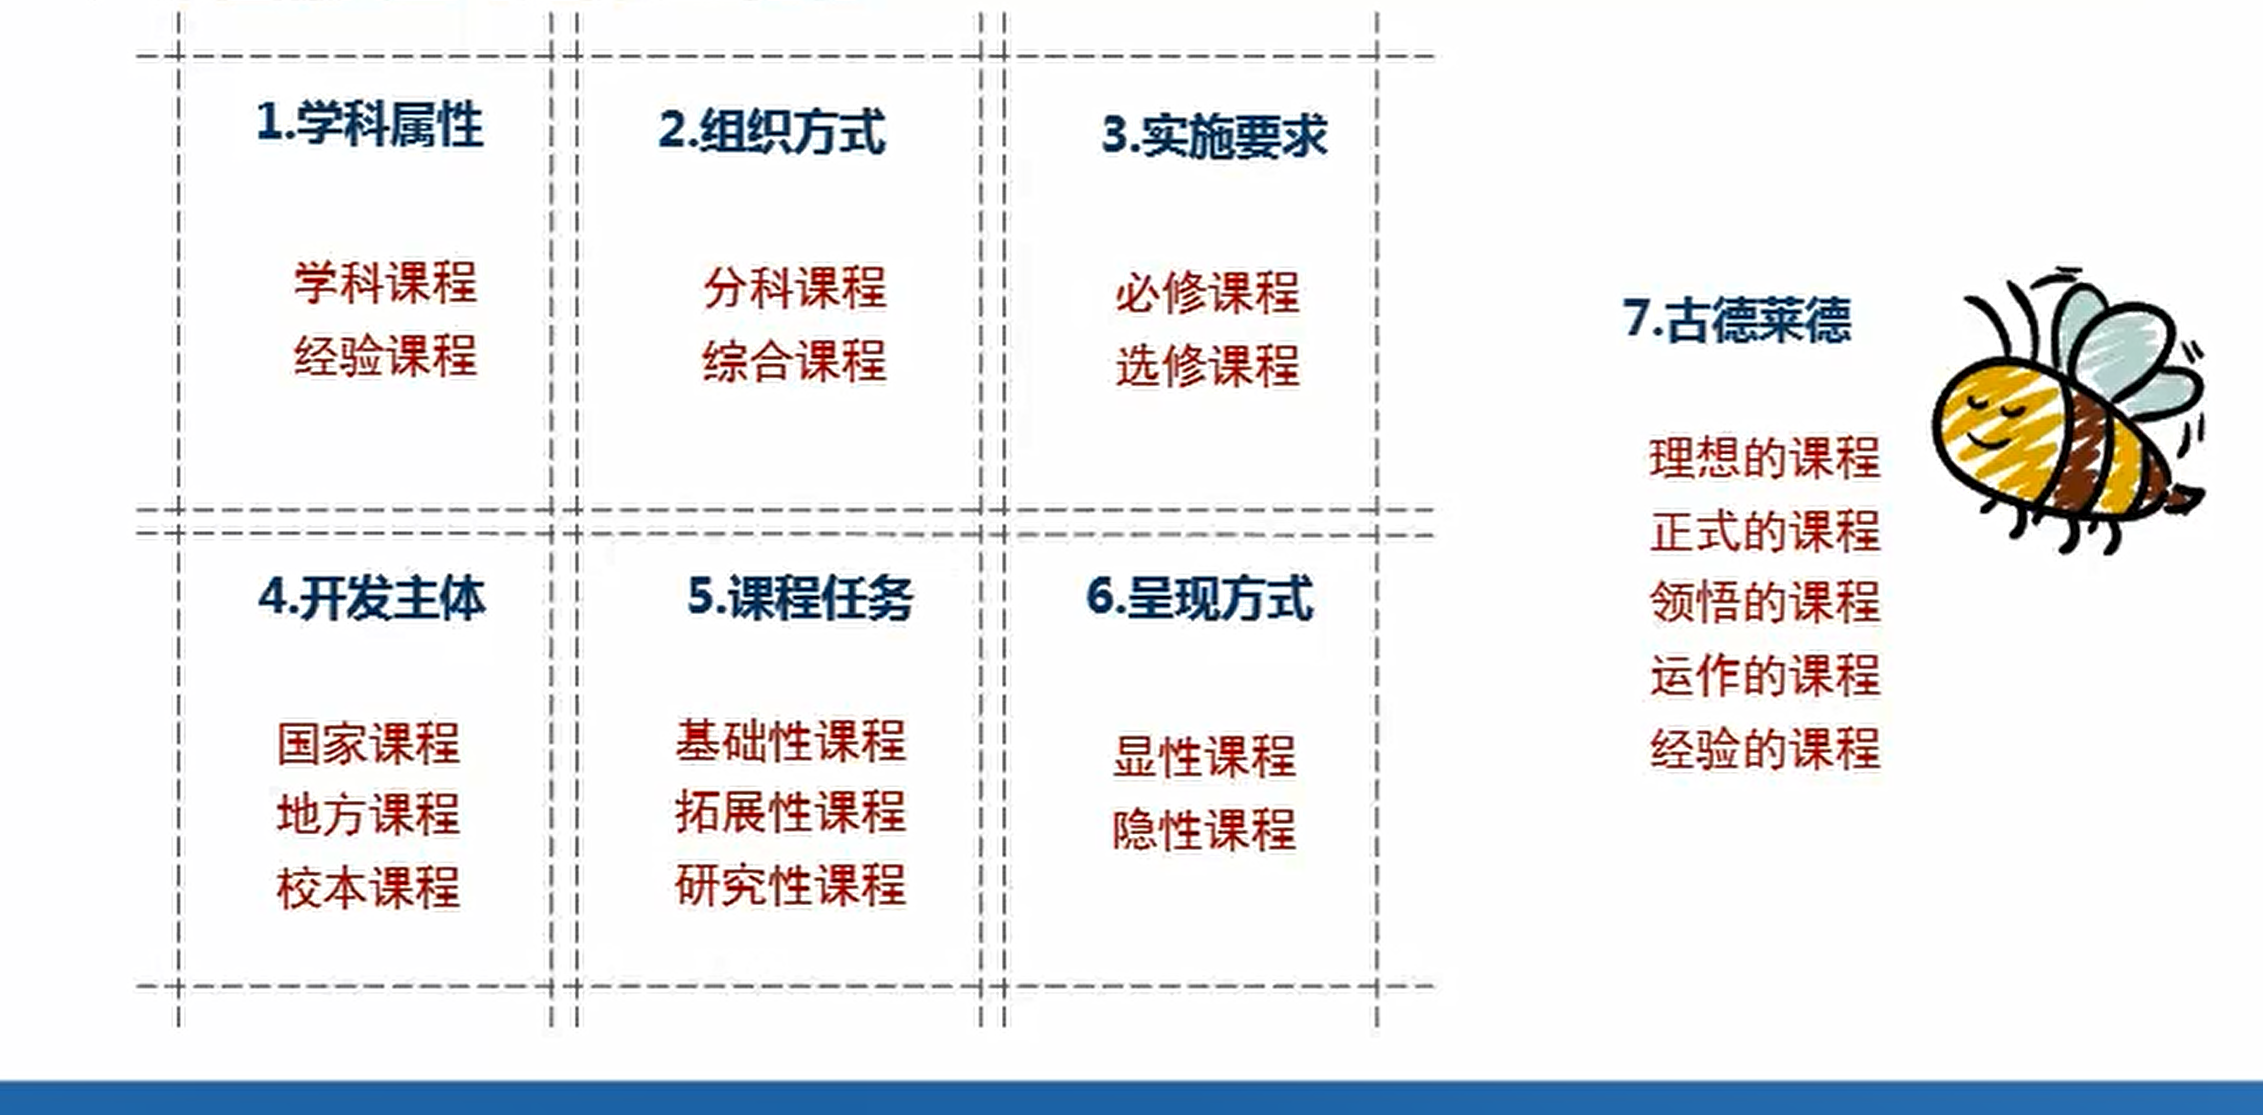 1.学科属性
学科课程
经验课程
2.组织方式
分科课程
综合课程
3.实施要求
必修课程
选修课程
4.开发主体
国家课程
地方课程
校本课程
5.课程任务
基础性课程
拓展性课程
研究性课程
6.呈现方式
显性课程
隐性课程
7.古德莱德
理想的课程
正式的课程
领悟的课程
运作的课程
经验的课程